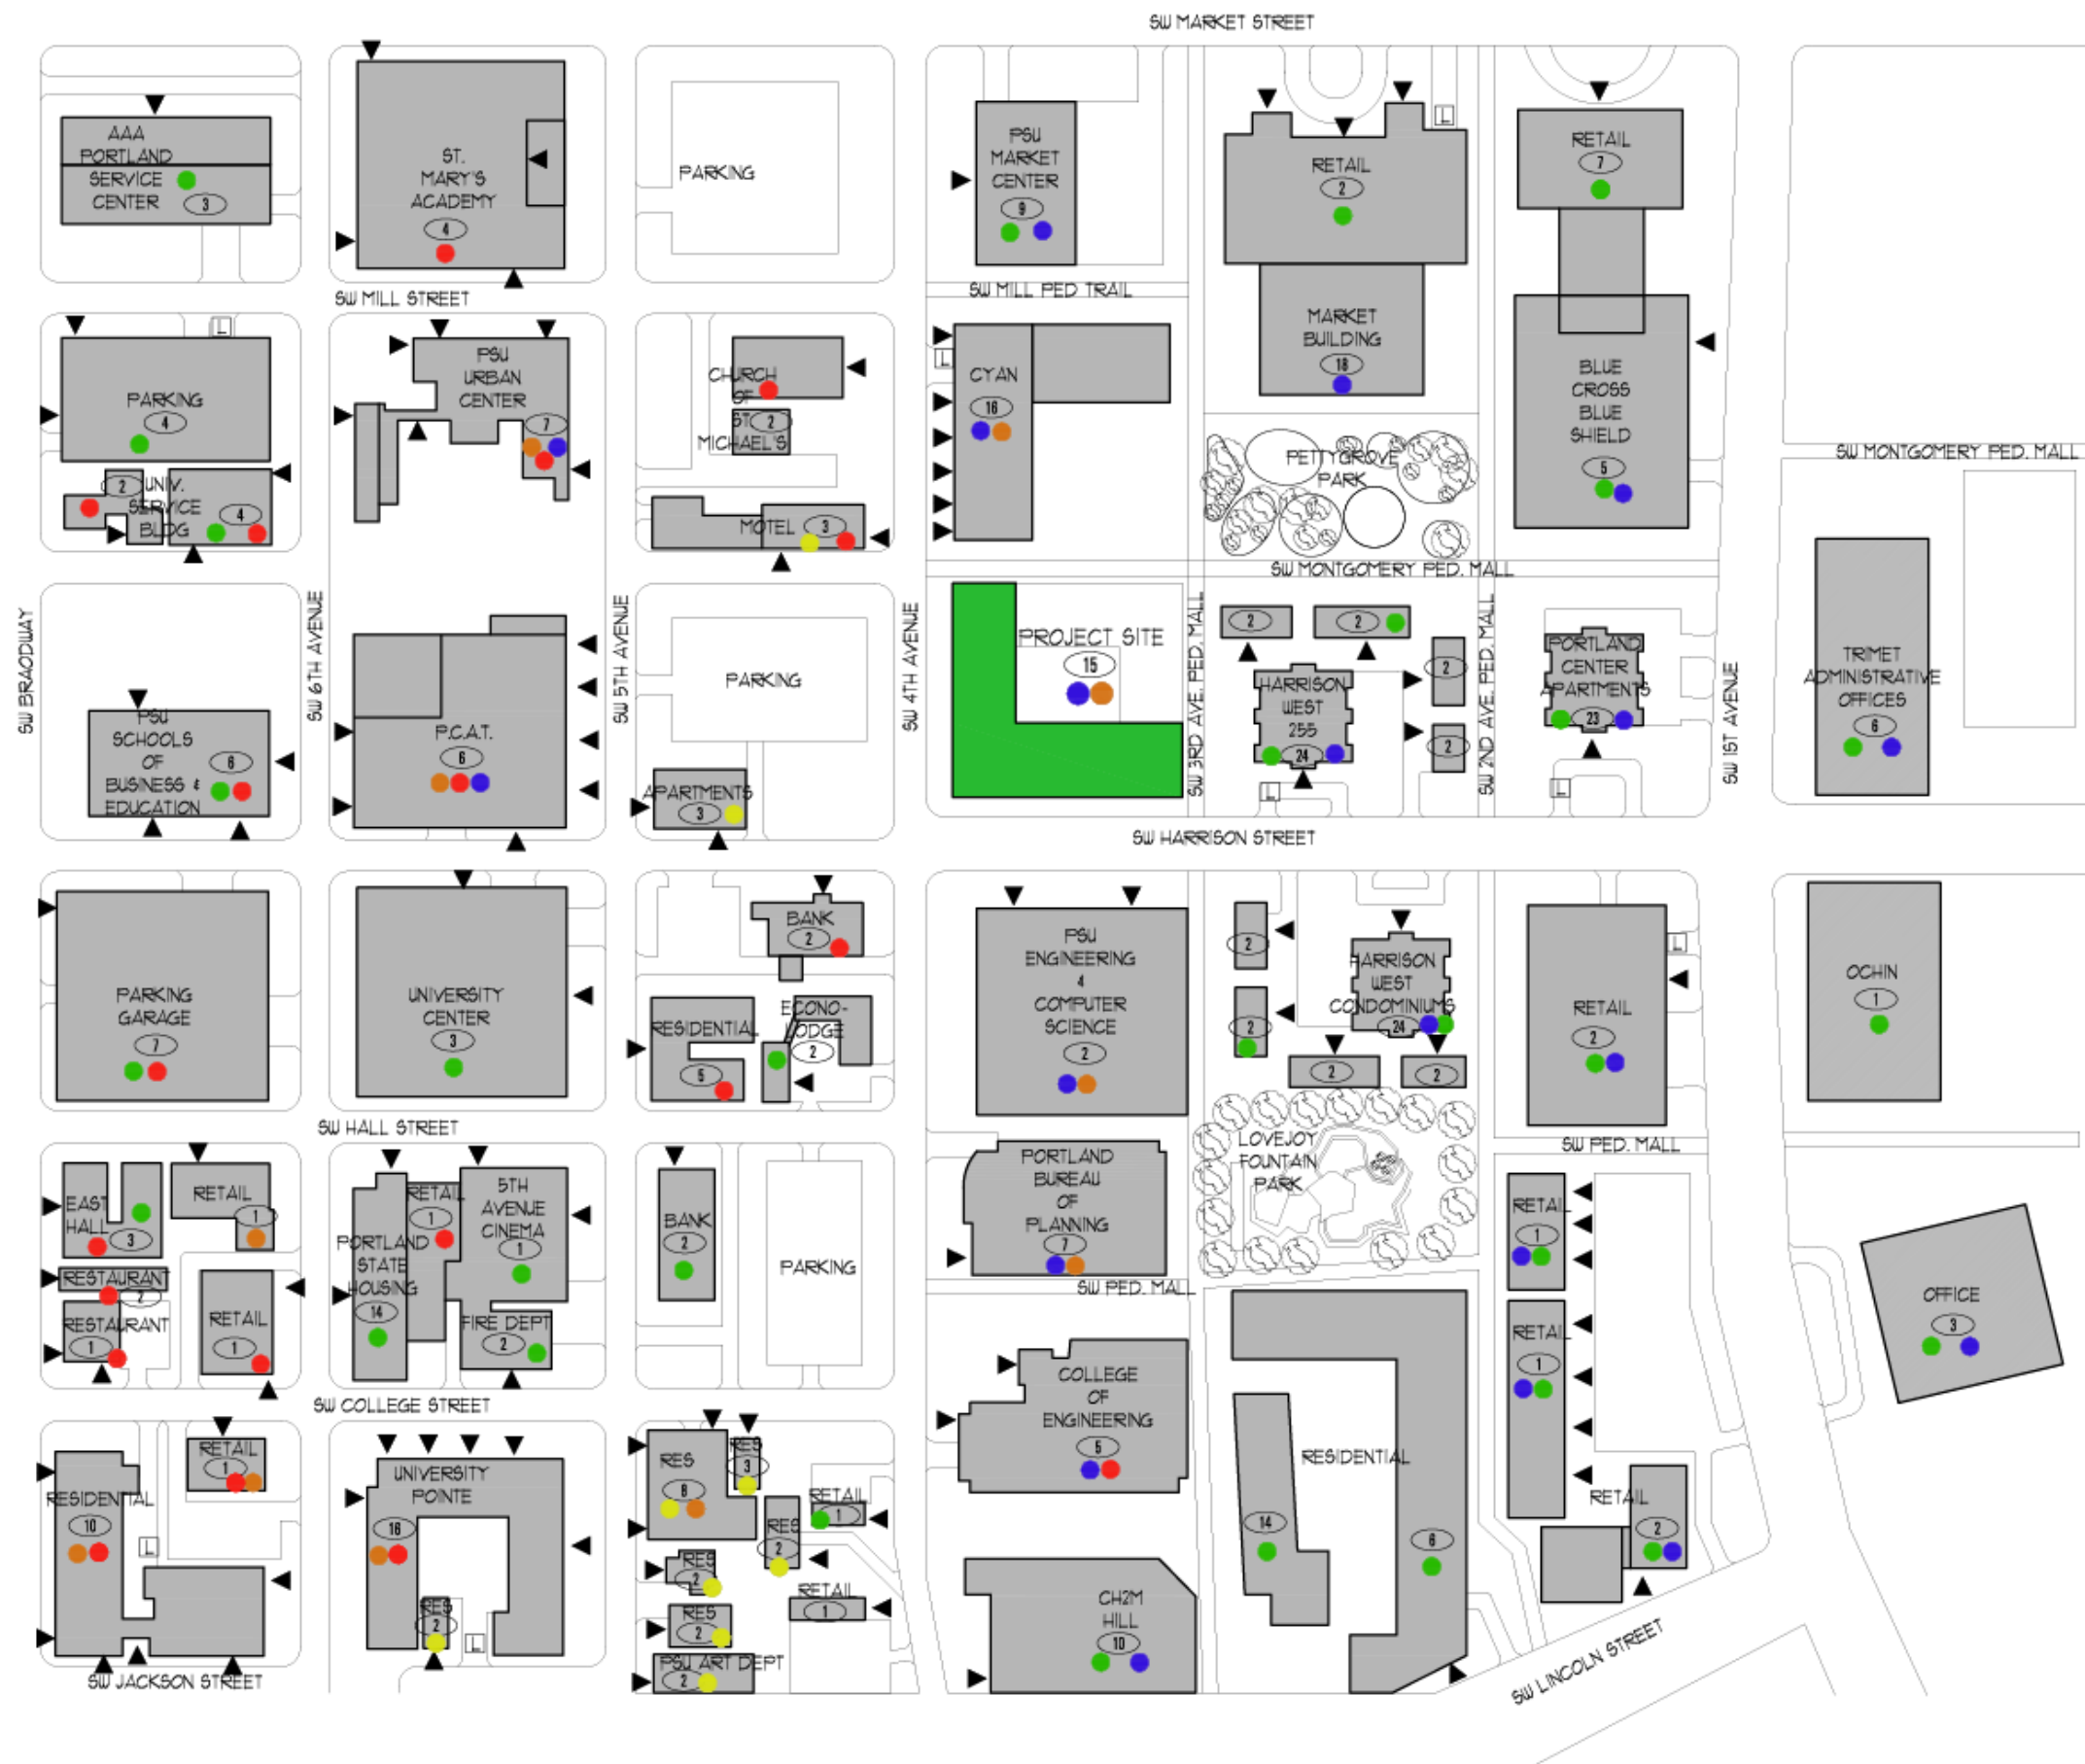 SW MARKET STREET
AAA
PORTLAND
SERVICE
CENTER
3
ST.
MARY'S
ACADEMY
4
PARKING
PSU
MARKET
CENTER
9
RETAIL
2
L
RETAIL
7
SW MILL STREET
SW MILL PED TRAIL
L
PARKING
4
2
UNIV.
SERVICE
BLDG
4
PSU
URBAN
CENTER
7
CHURCH
OF
ST
MICHAEL'S
2
MOTEL
3
L
CYAN
16
MARKET
BUILDING
18
BLUE
CROSS
BLUE
SHIELD
5
PETTYGROVE
PARK
SW MONTGOMERY PED. MALL
SW MONTGOMERY PED. MALL
SW BRAODWAY
SW 6TH AVENUE
SW 5TH AVENUE
SW 4TH AVENUE
SW 3RD AVE. PED. MALL
SW 2ND AVE. PED. MALL
SW 1ST AVENUE
PSU
SCHOOLS
OF
BUSINESS &
EDUCATION
6
P.C.A.T.
6
PARKING
APARTMENTS
3
PROJECT SITE
15
2
2
2
2
HARRISON
WEST
255
24
L
PORTLAND
CENTER
APARTMENTS
23
L
TRIMET
ADMINISTRATIVE
OFFICES
6
SW HARRISON STREET
PARKING
GARAGE
7
UNIVERSITY
CENTER
3
BANK
2
RESIDENTIAL
5
ECONO-
LODGE
2
PSU
ENGINEERING
&
COMPUTER
SCIENCE
2
2
2
HARRISON
WEST
CONDOMINIUMS
24
2
2
L
RETAIL
2
OCHIN
1
SW HALL STREET
SW PED. MALL
EAST
HALL
3
RETAIL
1
RESTAURANT
2
RESTAURANT
1
RETAIL
1
PORTLAND
STATE
HOUSING
14
RETAIL
1
5TH
AVENUE
CINEMA
1
FIRE DEPT
2
BANK
2
PARKING
PORTLAND
BUREAU
OF
PLANNING
7
LOVEJOY
FOUNTAIN
PARK
SW PED. MALL
RETAIL
1
RETAIL
1
OFFICE
3
SW COLLEGE STREET
RETAIL
1
RESIDENTIAL
10
L
UNIVERSITY
POINTE
16
RES
2
L
RES
8
RES
3
RES
2
RETAIL
1
RES
2
RES
2
RETAIL
1
PSU ART DEPT
2
COLLEGE
OF
ENGINEERING
5
CH2M
HILL
10
RESIDENTIAL
14
6
RETAIL
2
SW JACKSON STREET
SW LINCOLN STREET